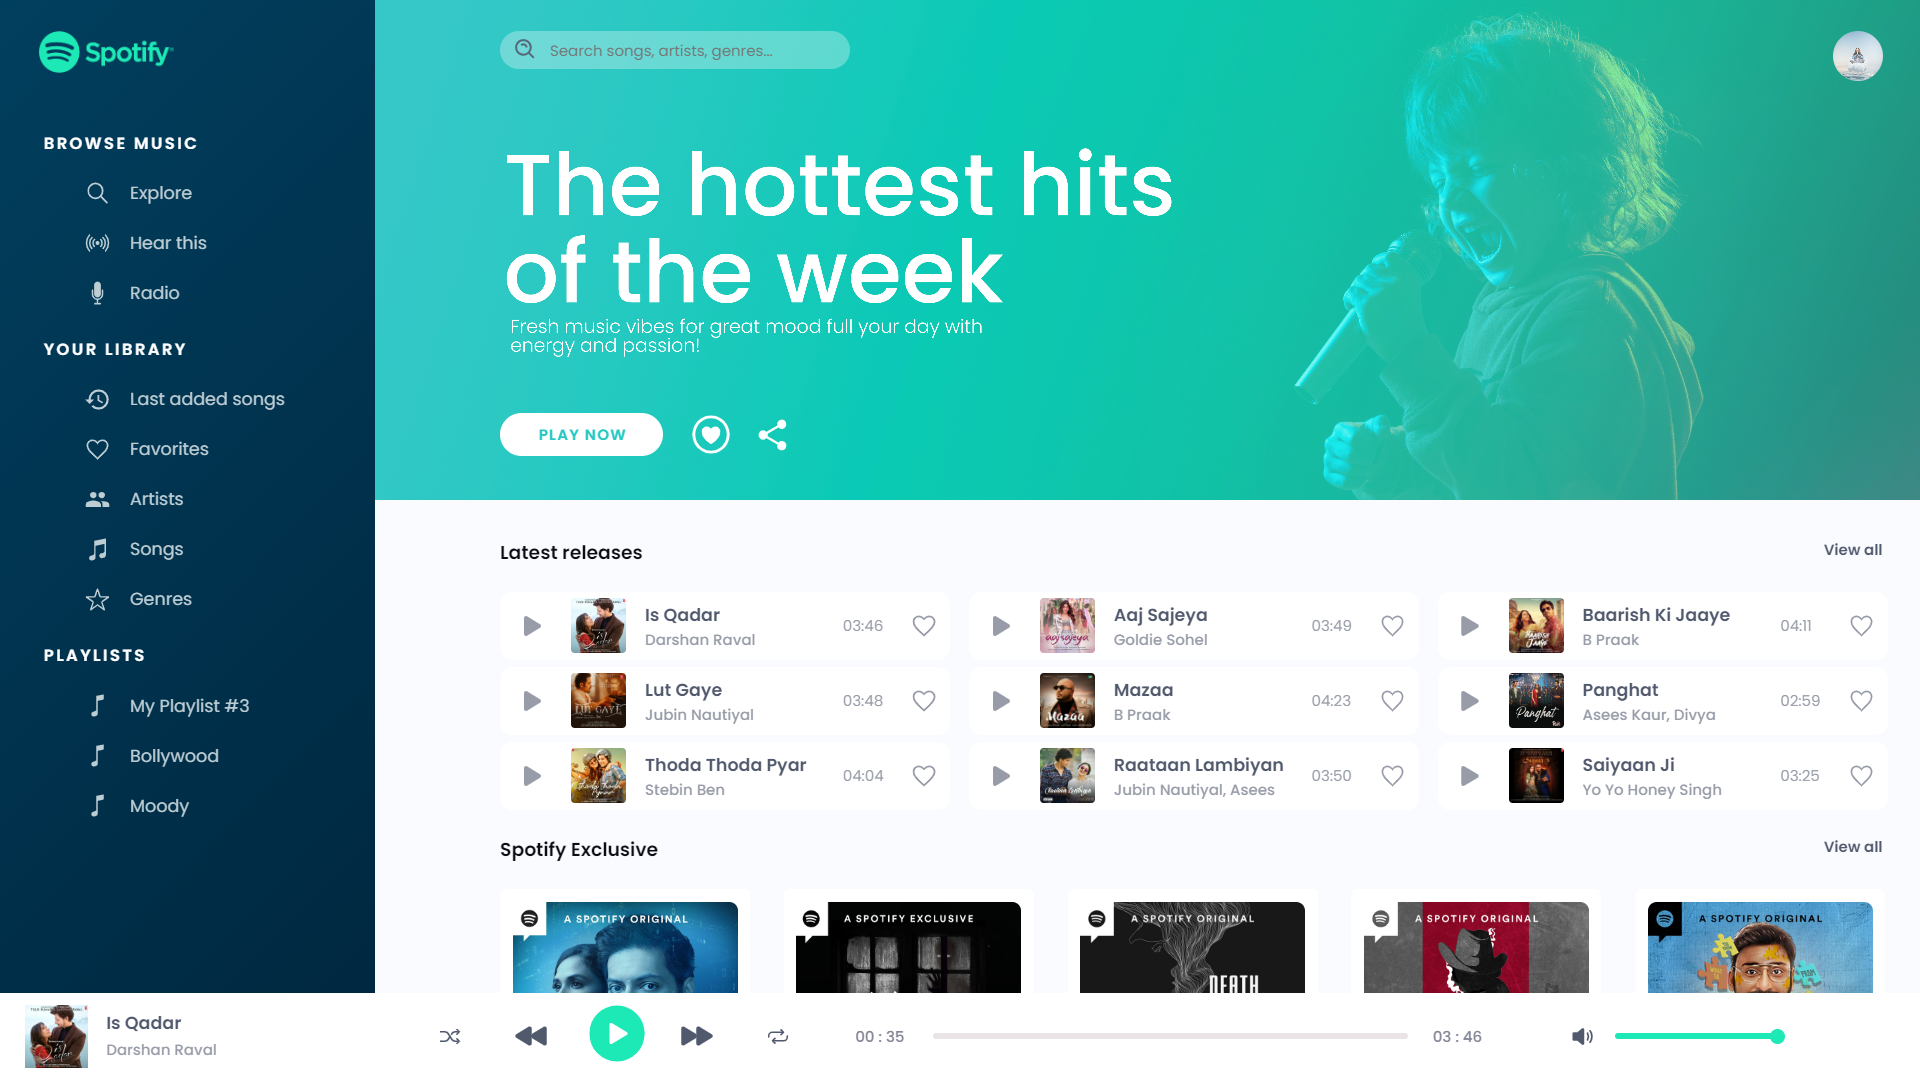 Spotify
Search songs, artists, genres...
BROWSE MUSIC
Explore
Hear this
Radio
YOUR LIBRARY
Last added songs
Favorites
Artists
Songs
Genres
PLAYLISTS
My Playlist #3
Bollywood
Moody
The hottest hits
of the week
Fresh music vibes for great mood full your day with
energy and passion!
PLAY NOW
Latest releases
View all
Is Qadar
Darshan Raval
03:46
Aaj Sajeya
Goldie Sohel
03:49
Baarish Ki Jaaye
B Praak
04:11
Lut Gaye
Jubin Nautiyal
03:48
Mazaa
B Praak
04:23
Panghat
Asees Kaur, Divya
02:59
Thoda Thoda Pyar
Stebin Ben
04:04
Raataan Lambiyan
Jubin Nautiyal, Asees
03:50
Saiyaan Ji
Yo Yo Honey Singh
03:25
Spotify Exclusive
View all
A SPOTIFY ORIGINAL
A SPOTIFY EXCLUSIVE
A SPOTIFY ORIGINAL
DEATH
A SPOTIFY ORIGINAL
A SPOTIFY ORIGINAL
Is Qadar
Darshan Raval
00 : 35
03 : 46